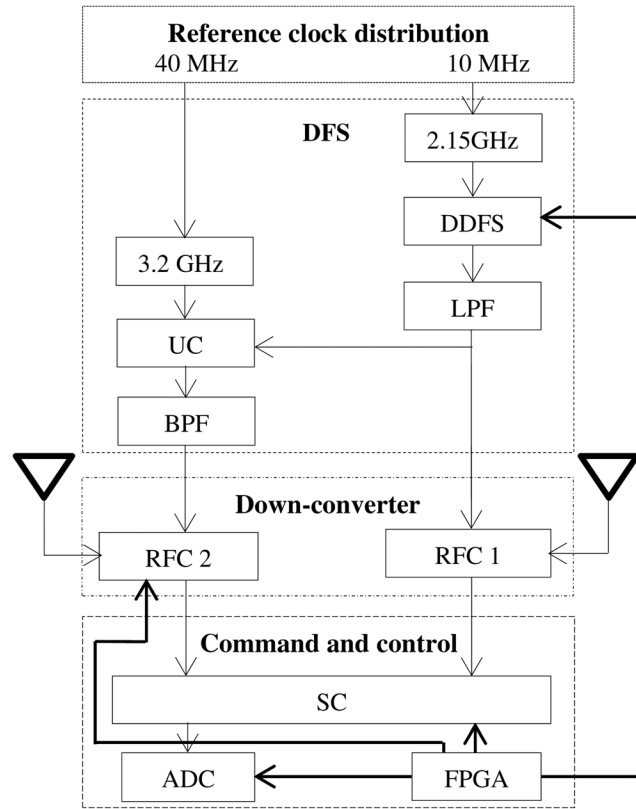 Reference clock distribution
40 MHz
10 MHz
DFS
2.15GHz
DDFS
3.2 GHz
LPF
UC
BPF
Down-converter
RFC 2
RFC 1
Command and control
SC
ADC
FPGA